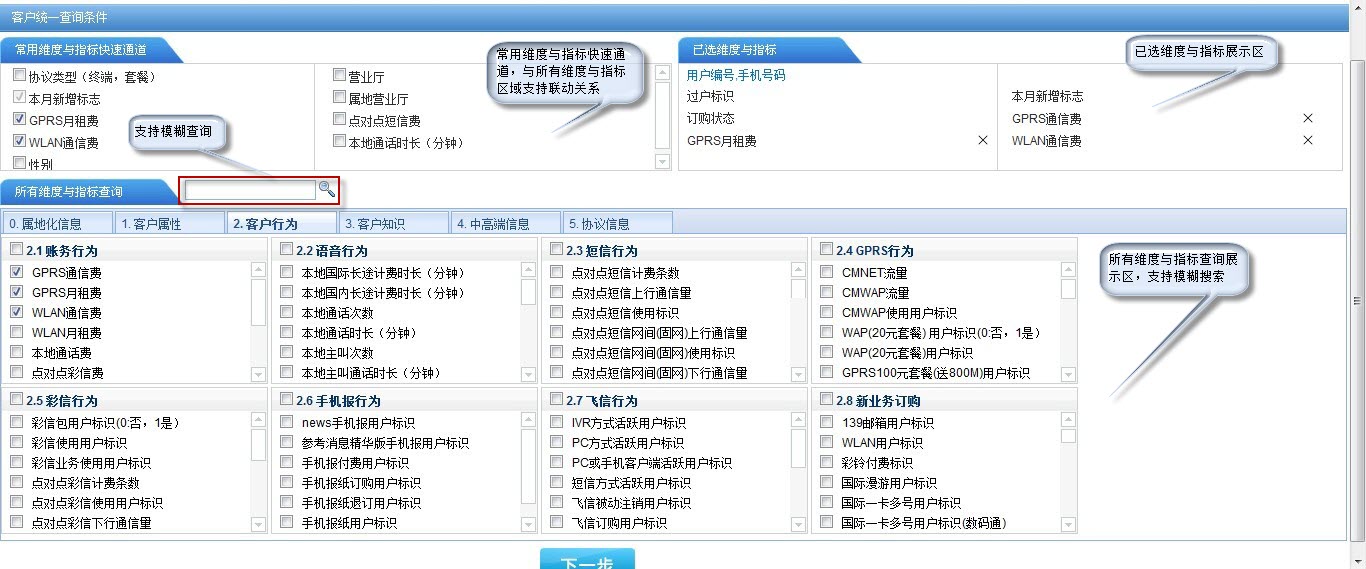 客户统一查询条件
常用维度与指标快速通道
协议类型（终端，套餐）
本月新增标志
GPRS月租费
WLAN通信费
性别
营业厅
属地营业厅
点对点短信费
本地通话时长（分钟）
常用维度与指标快速通
道，与所有维度与指标
区域支持联动关系
支持模糊查询
已选维度与指标
用户编号,手机号码
过户标识
订购状态
GPRS月租费
本月新增标志
GPRS通信费
WLAN通信费
已选维度与指标展示区
所有维度与指标查询
0. 属地化信息
1. 客户属性
2. 客户行为
3. 客户知识
4. 中高端信息
5. 协议信息
2.1 账务行为
GPRS通信费
GPRS月租费
WLAN通信费
WLAN月租费
本地通话费
点对点彩信费
2.2 语音行为
本地国际长途计费时长（分钟）
本地国内长途计费时长（分钟）
本地通话次数
本地通话时长（分钟）
本地主叫次数
本地主叫通话时长（分钟）
2.3 短信行为
点对点短信计费条数
点对点短信上行通信量
点对点短信使用标识
点对点短信网间(固网)上行通信量
点对点短信网间(固网)使用标识
点对点短信网间(固网)下行通信量
2.4 GPRS行为
CMNET流量
CMWAP流量
CMWAP使用用户标识
WAP(20元套餐) 用户标识(0:否，1是）
WAP(20元套餐)用户标识
GPRS100元套餐(送800M)用户标识
所有维度与指标查询展
示区，支持模糊搜索
2.5 彩信行为
彩信包用户标识(0:否，1是）
彩信使用用户标识
彩信业务使用用户标识
点对点彩信计费条数
点对点彩信使用用户标识
点对点彩信下行通信量
2.6 手机报行为
news手机报用户标识
参考消息精华版手机报用户标识
手机报付费用户标识
手机报纸订购用户标识
手机报纸退订用户标识
手机报纸用户标识
2.7 飞信行为
IVR方式活跃用户标识
PC方式活跃用户标识
PC或手机客户端活跃用户标识
短信方式活跃用户标识
飞信被动注销用户标识
飞信订购用户标识
2.8 新业务订购
139邮箱用户标识
WLAN用户标识
彩铃付费标识
国际漫游用户标识
国际一卡多号用户标识
国际一卡多号用户标识(数码通)
下一步